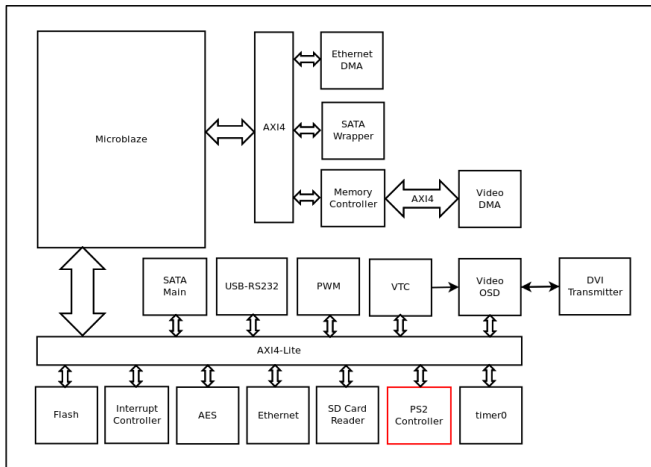 Ethernet
DMA
Microblaze
AXI4
SATA
Wrapper
Memory
Controller
AXI4
Video
DMA
SATA
Main
USB-RS232
PWM
VTC
Video
OSD
DVI
Transmitter
AXI4-Lite
Flash
Interrupt
Controller
AES
Ethernet
SD Card
Reader
PS2
Controller
timer0